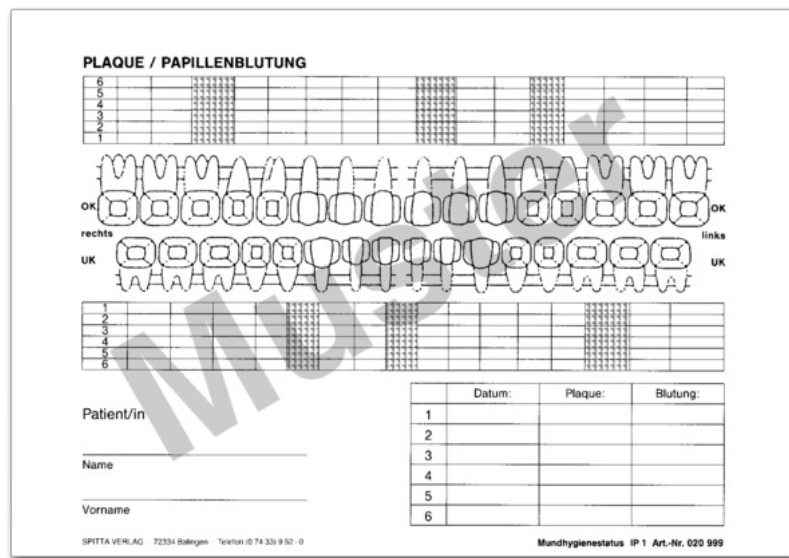 PLAQUE / PAPILLENBLUTUNG
6
5
4
3
2
1
OK OK
rechts links
UK UK
1
2
3
4
5
6
Muster
Datum: Plaque: Blutung:
1
2
3
4
5
6
Patient/in
Name
Vorname
SPITTA VERLAG · 72334 Balingen · Telefon (0 74 33) 9 52 - 0
Mundhygienestatus IP 1 Art.-Nr. 020 999